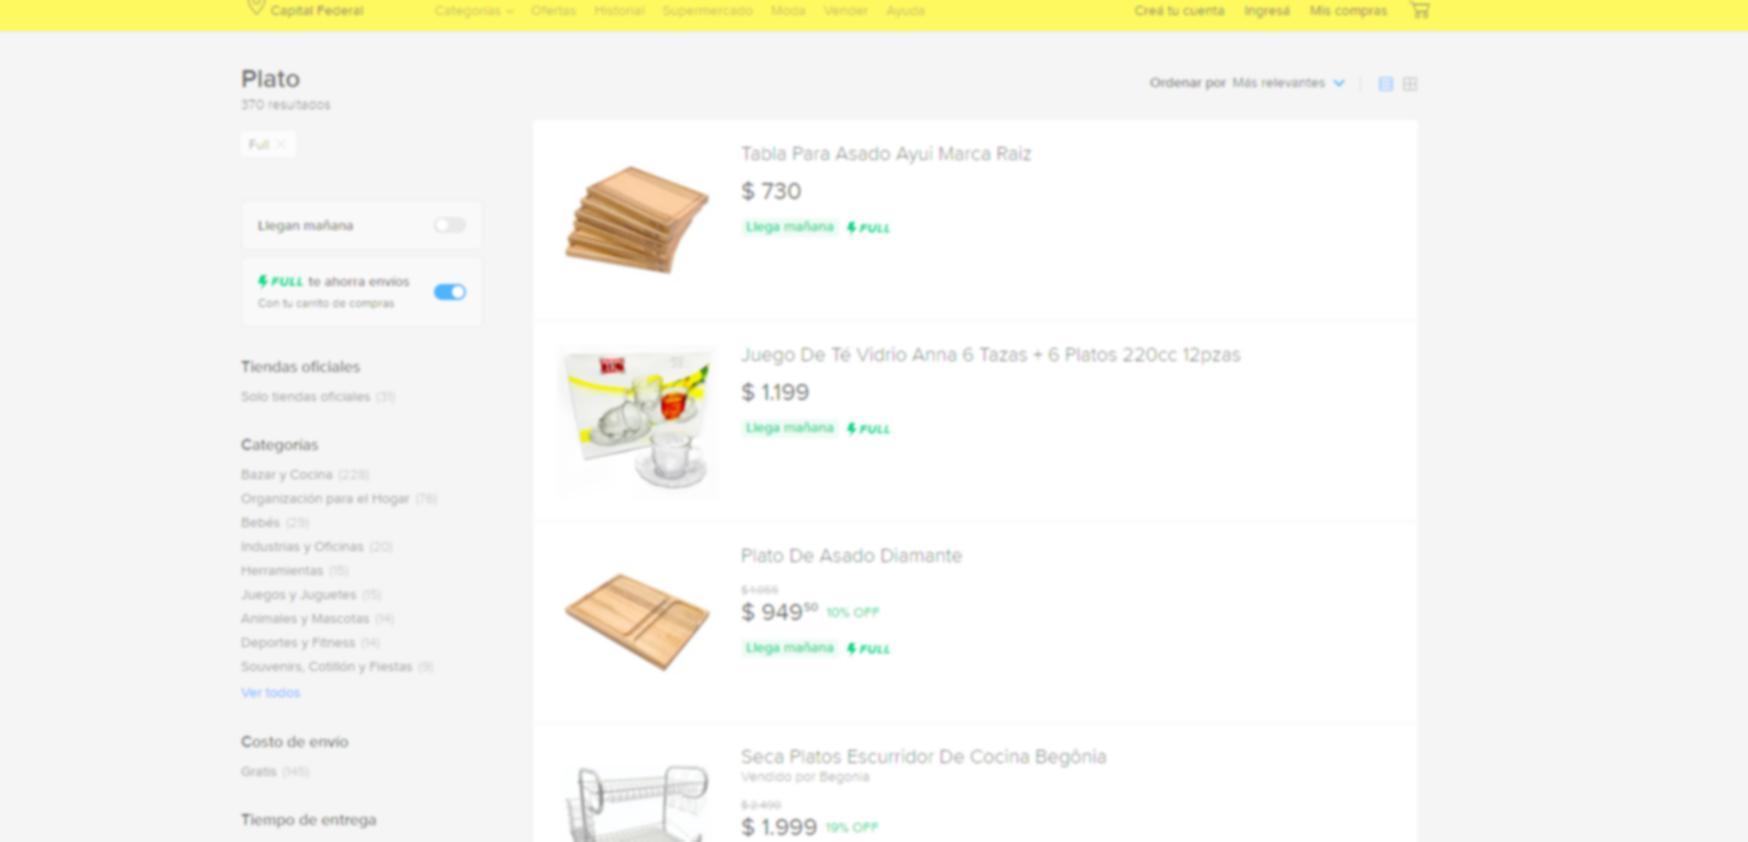 Capital Federal
Categorías Ofertas Historial Supermercado Moda Vender Ayuda
Creá tu cuenta Ingresá Mis compras
Plato
370 resultados
Ordenar por Más relevantes
Full
Llegan mañana
FULL te ahorra envíos
Con tu carrito de compras
Tiendas oficiales
Solo tiendas oficiales (31)
Categorías
Bazar y Cocina (228)
Organización para el Hogar (76)
Bebés (29)
Industrias y Oficinas (20)
Herramientas (15)
Juegos y Juguetes (15)
Animales y Mascotas (14)
Deportes y Fitness (14)
Souvenirs, Cotillón y Fiestas (9)
Ver todos
Costo de envío
Gratis (145)
Tiempo de entrega
Tabla Para Asado Ayui Marca Raiz
$ 730
Llega mañana FULL
Juego De Té Vidrio Anna 6 Tazas + 6 Platos 220cc 12pzas
$ 1.199
Llega mañana FULL
Plato De Asado Diamante
$ 1.055
$ 949 50 10% OFF
Llega mañana FULL
Seca Platos Escurridor De Cocina Begônia
Vendido por Begonia
$ 2.490
$ 1.999 19% OFF